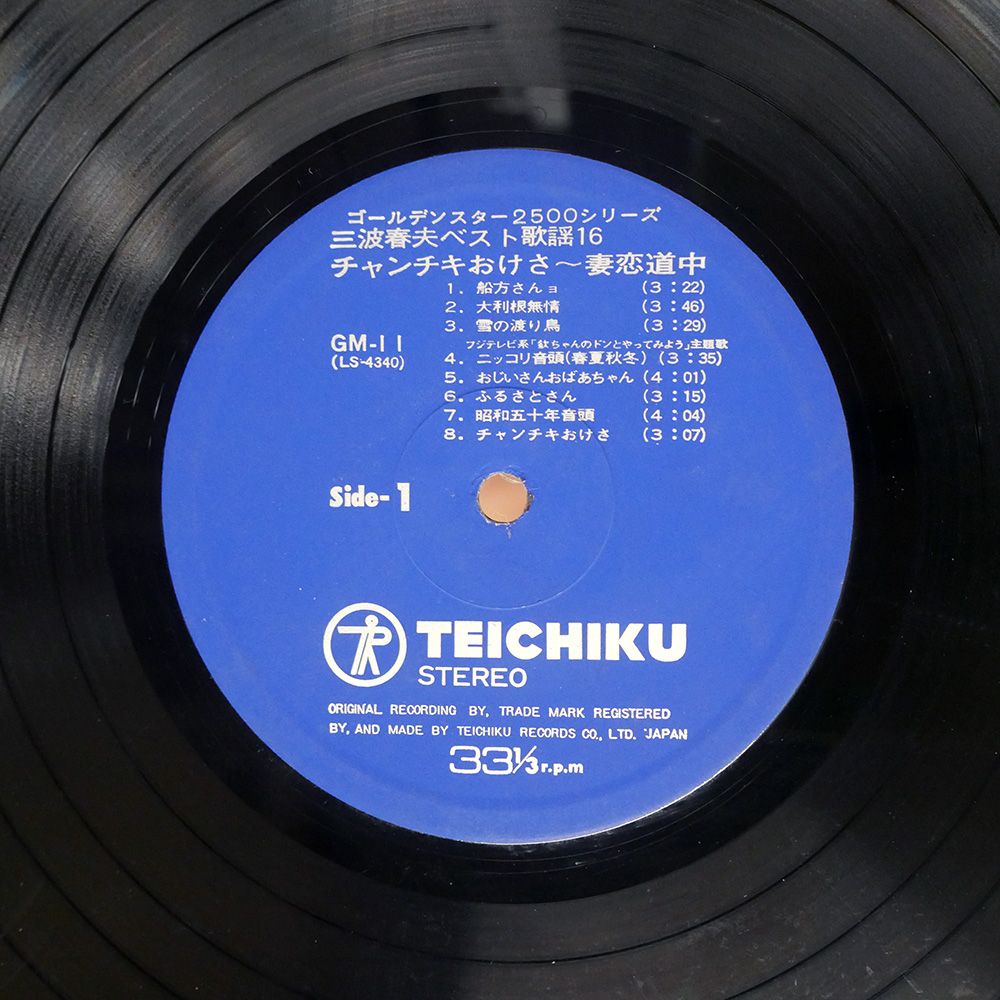 ゴールデンスター2500シリーズ
三波春夫ベスト歌謡16
チャンチキおけさ〜妻恋道中
1. 船方さんョ (3:22)
2. 大利根無情 (3:46)
3. 雪の渡り鳥 (3:29)
フジテレビ系「欽ちゃんのドンとやってみよう」主題歌
4. ニッコリ音頭(春夏秋冬) (3:35)
5. おじいさんおばあちゃん (4:01)
6. ふるさとさん (3:15)
7. 昭和五十年音頭 (4:04)
8. チャンチキおけさ (3:07)
GM-11
(LS-4340)
Side-1
TEICHIKU
STEREO
ORIGINAL RECORDING BY, TRADE MARK REGISTERED
BY, AND MADE BY TEICHIKU RECORDS CO., LTD. JAPAN
33⅓ r.p.m